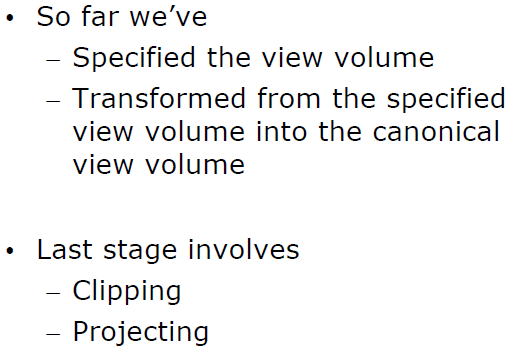 • So far we’ve
– Specified the view volume
– Transformed from the specified
view volume into the canonical
view volume
• Last stage involves
– Clipping
– Projecting